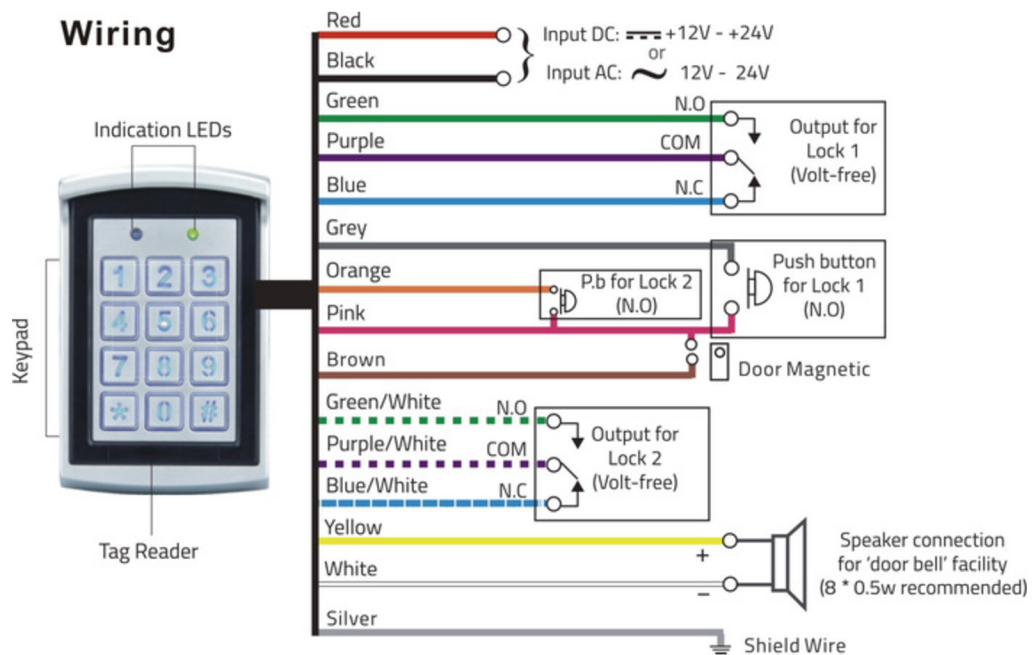 Wiring
Red
Input DC: +12V - +24V
or
Black
Input AC: 12V - 24V
Green
N.O
Indication LEDs
Output for
Lock 1
(Volt-free)
Purple
COM
Blue
N.C
Grey
Push button
for Lock 1
(N.O)
Orange
P.b for Lock 2
(N.O)
Pink
Keypad
1 2 3
4 5 6
7 8 9
* 0 #
Brown
Door Magnetic
Green/White
N.O
Output for
Lock 2
(Volt-free)
Purple/White
COM
Blue/White
N.C
Tag Reader
Yellow
+
Speaker connection
for 'door bell' facility
(8 * 0.5w recommended)
White
–
Silver
Shield Wire